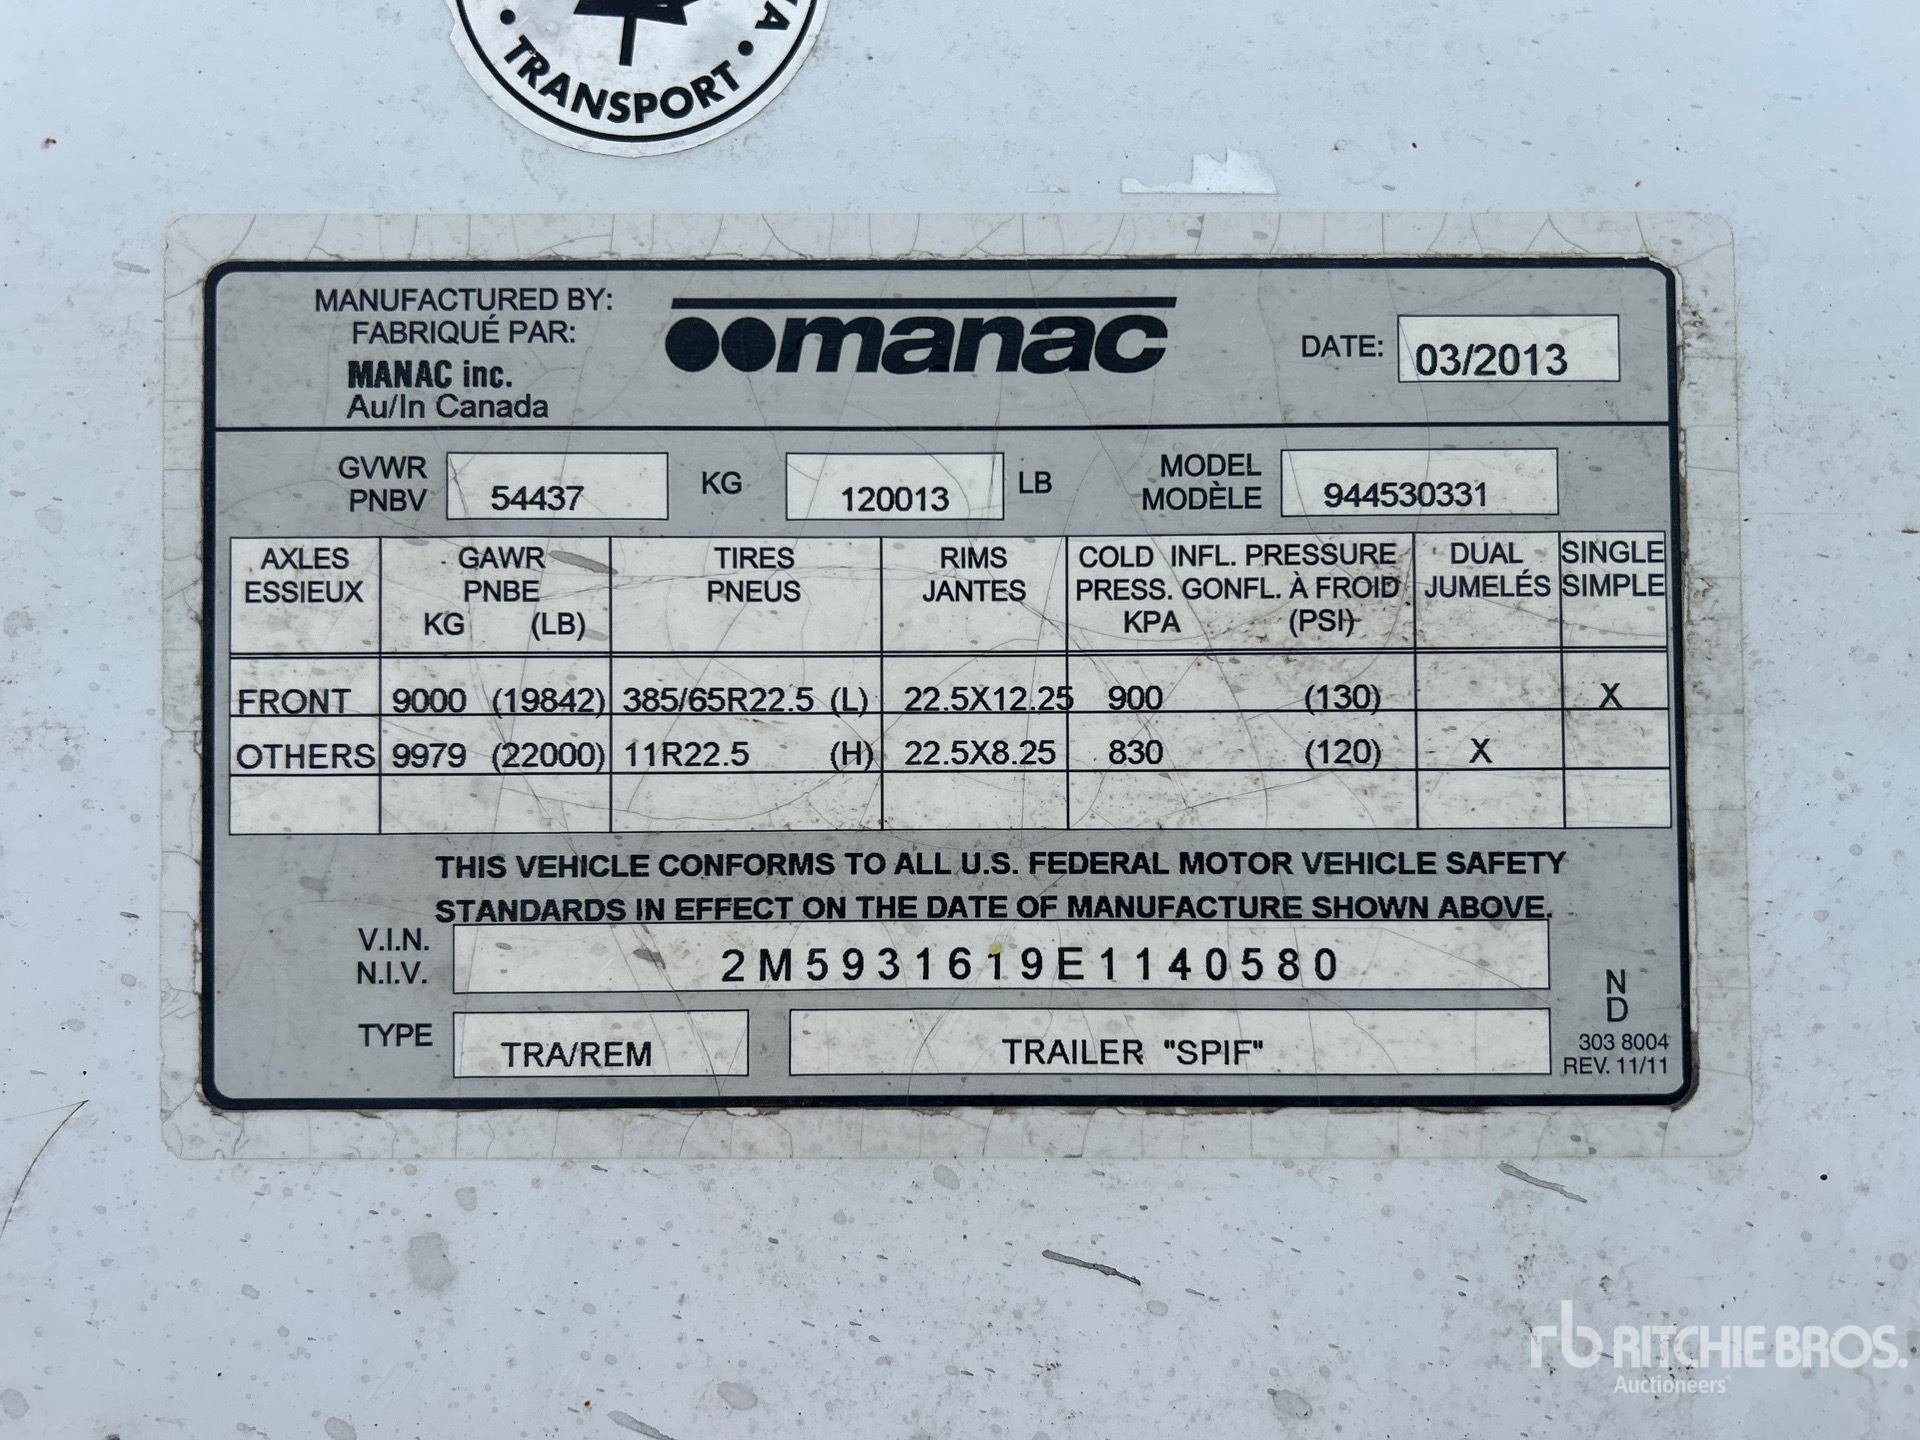 A • TRANSPORT •
MANUFACTURED BY:
FABRIQUÉ PAR:
MANAC inc.
Au/In Canada
manac
DATE: 03/2013
GVWR
PNBV
54437 KG 120013 LB
MODEL
MODÈLE
944530331
AXLES GAWR TIRES RIMS COLD INFL. PRESSURE DUAL SINGLE
ESSIEUX PNBE PNEUS JANTES PRESS. GONFL. À FROID JUMELÉS SIMPLE
KG (LB) KPA (PSI)
FRONT 9000 (19842) 385/65R22.5 (L) 22.5X12.25 900 (130) X
OTHERS 9979 (22000) 11R22.5 (H) 22.5X8.25 830 (120) X
THIS VEHICLE CONFORMS TO ALL U.S. FEDERAL MOTOR VEHICLE SAFETY
STANDARDS IN EFFECT ON THE DATE OF MANUFACTURE SHOWN ABOVE.
V.I.N.
N.I.V.
2M5931619E1140580
TYPE TRA/REM TRAILER "SPIF"
N
D
303 8004
REV. 11/11
rb RITCHIE BROS.
Auctioneers